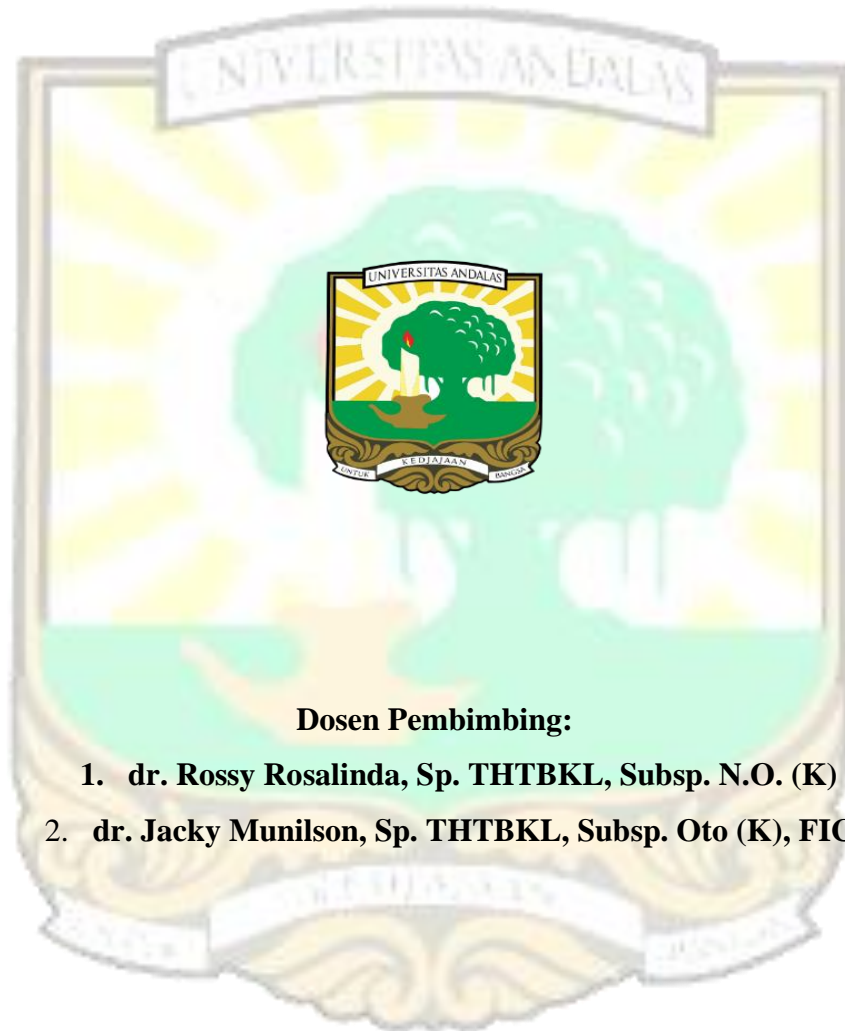 UNIVERSITAS ANDALAS
UNIVERSITAS ANDALAS
UNTUK KEDJAJAAN BANGSA
Dosen Pembimbing:
1. dr. Rossy Rosalinda, Sp. THTBKL, Subsp. N.O. (K)
2. dr. Jacky Munilson, Sp. THTBKL, Subsp. Oto (K),
KEDJAJAAN